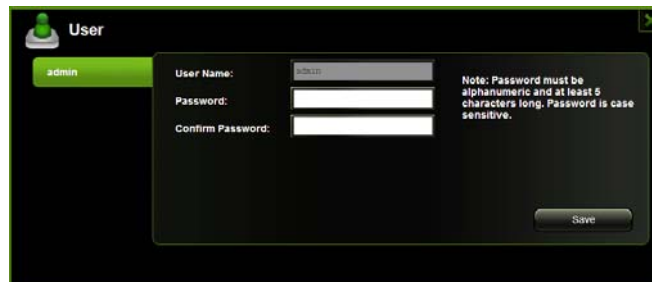 User
admin
User Name:
admin
Password:
Confirm Password:
Note: Password must be
alphanumeric and at least 5
characters long. Password is case
sensitive.
Save